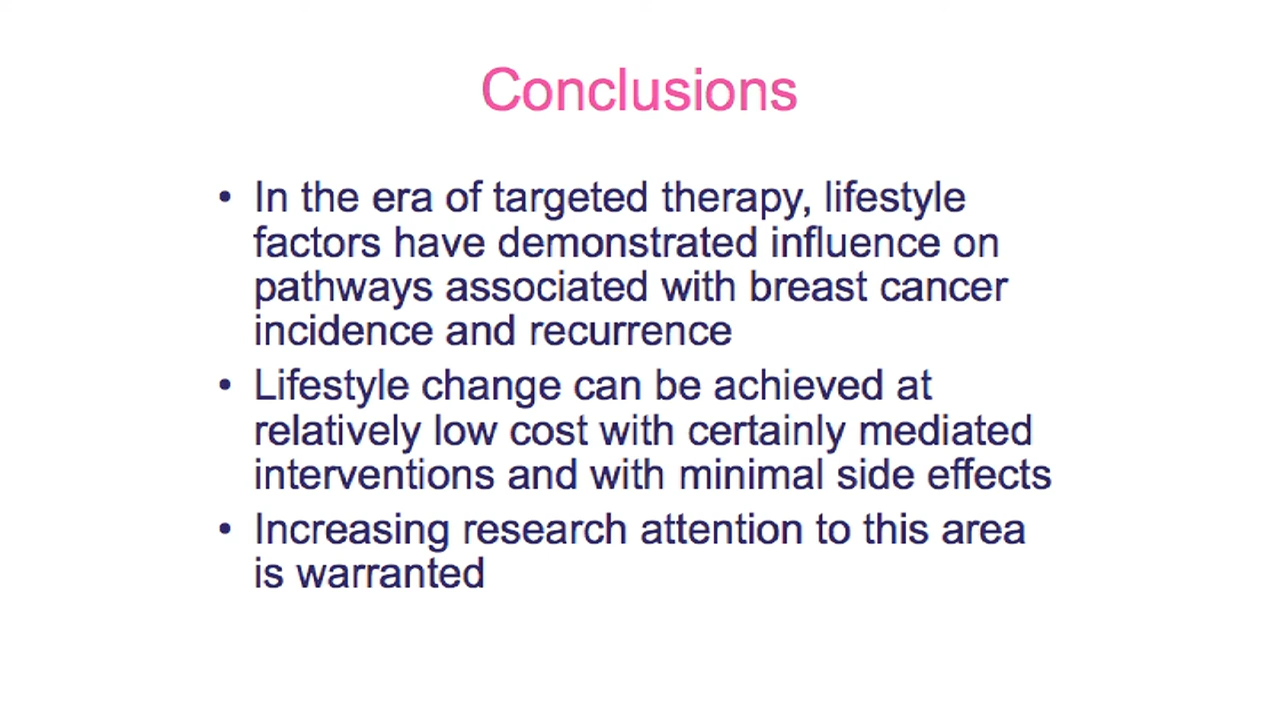 Conclusions
• In the era of targeted therapy, lifestyle
factors have demonstrated influence on
pathways associated with breast cancer
incidence and recurrence
• Lifestyle change can be achieved at
relatively low cost with certainly mediated
interventions and with minimal side effects
• Increasing research attention to this area
is warranted